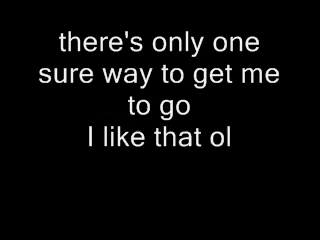 there's only one
sure way to get me
to go
I like that ol